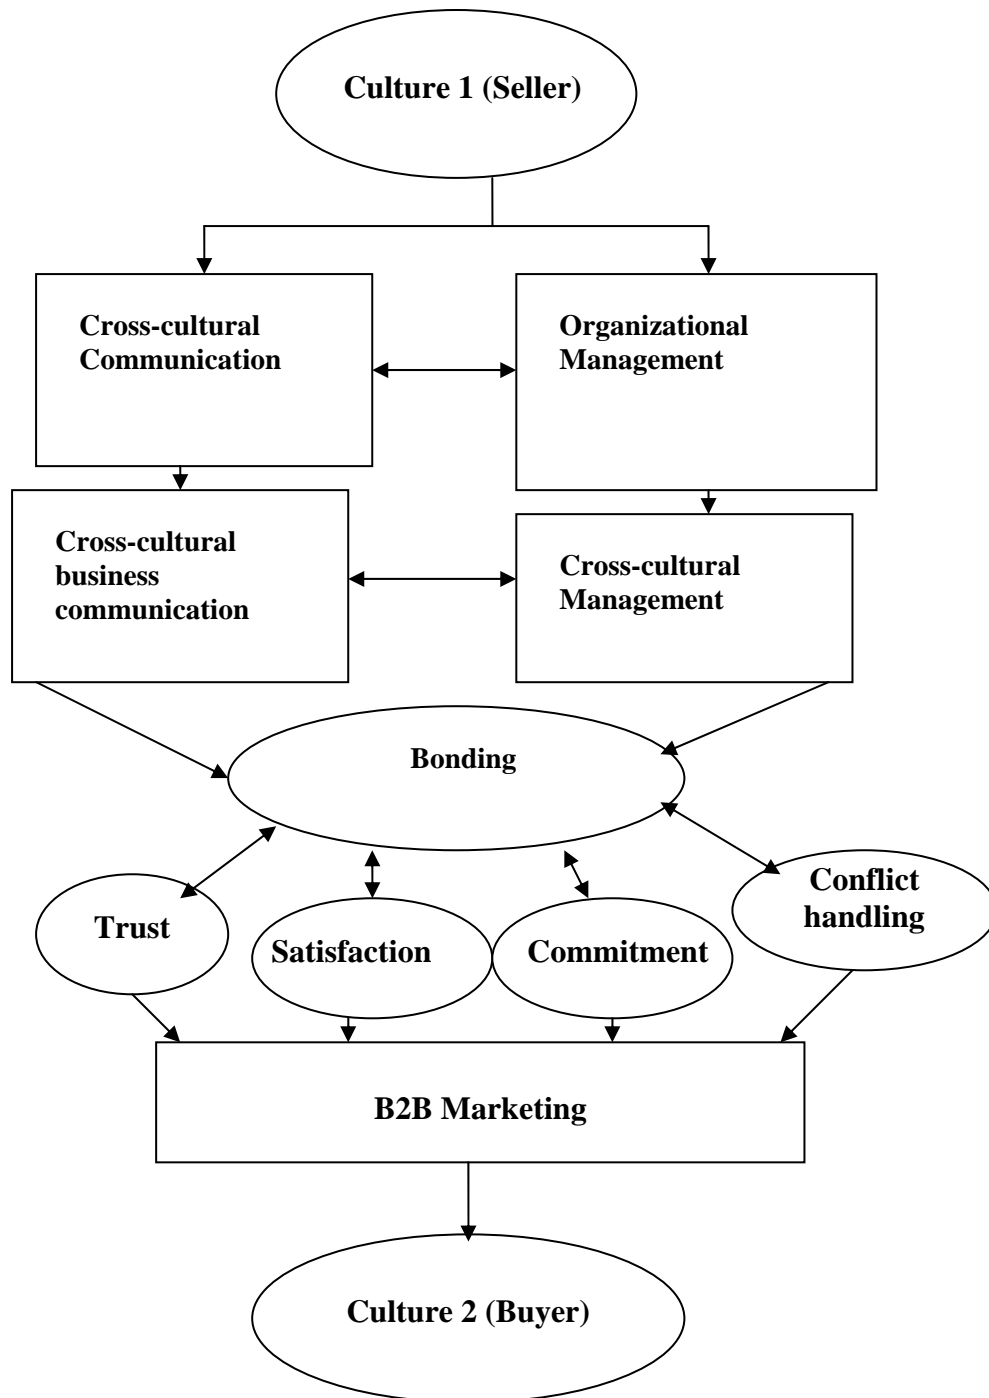 Culture 1 (Seller)
Cross-cultural
Communication
Organizational
Management
Cross-cultural
business
communication
Cross-cultural
Management
Bonding
Trust
Satisfaction
Commitment
Conflict
handling
B2B Marketing
Culture 2 (Buyer)